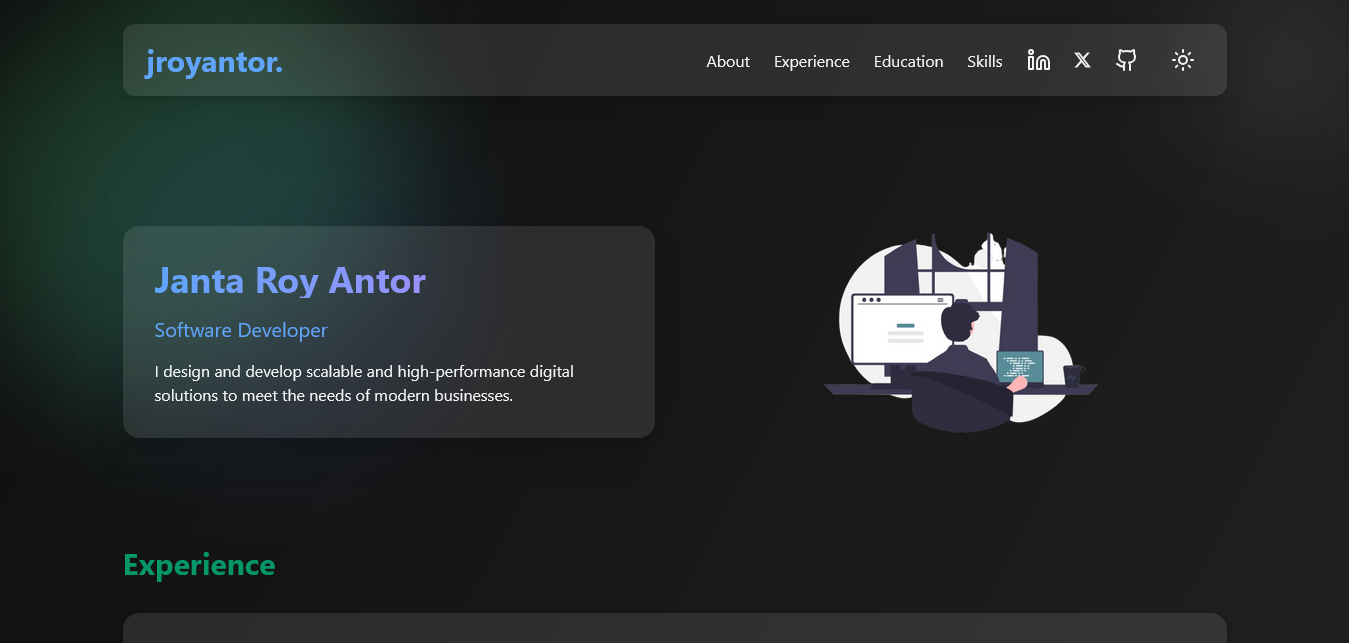 jroyantor.
About Experience Education Skills
Janta Roy Antor
Software Developer
I design and develop scalable and high-performance digital
solutions to meet the needs of modern businesses.
Experience